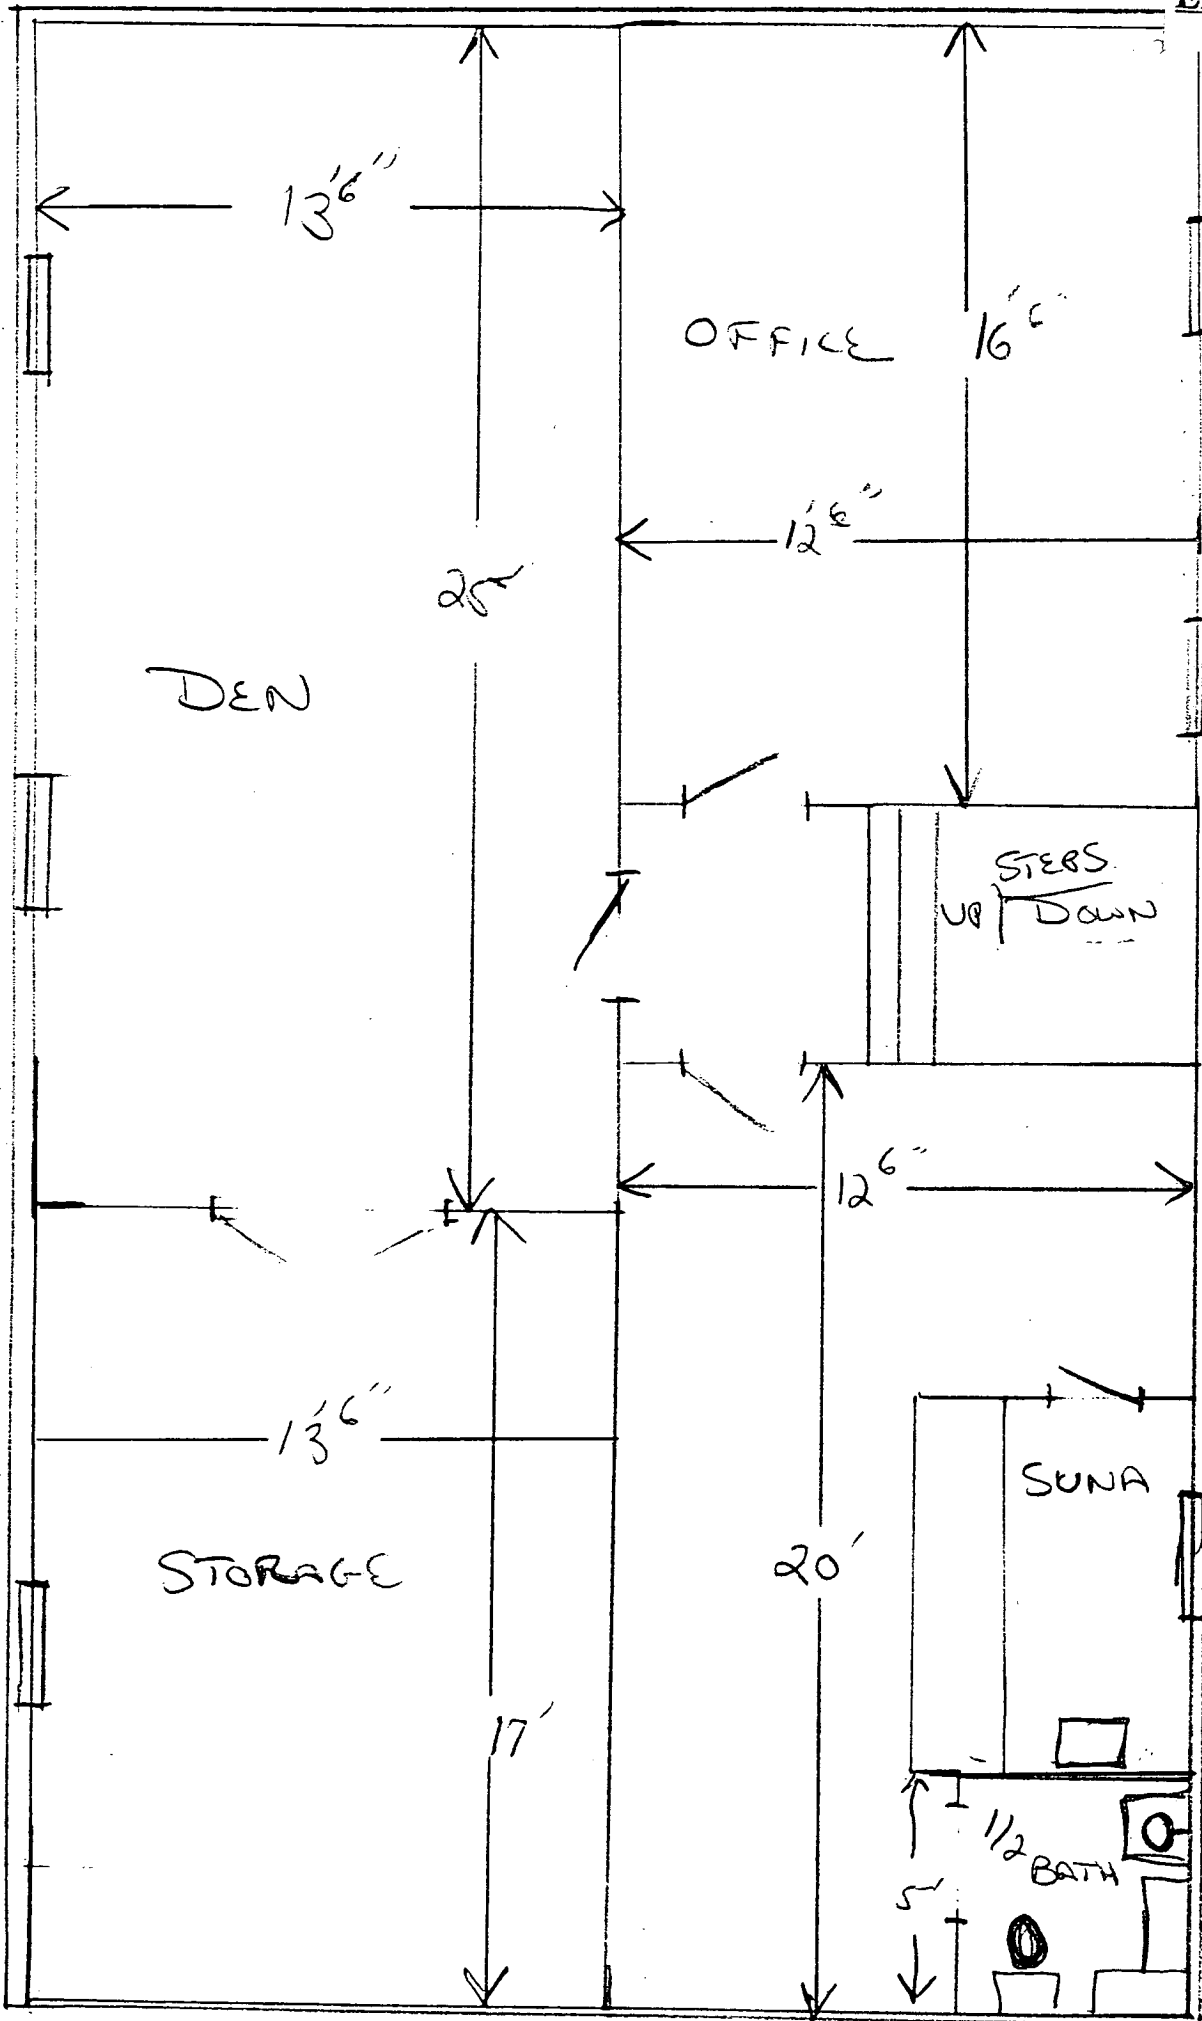 13'6"
OFFICE
16'6"
12'6"
DEN
STEPS
UP DOWN
12 6"
13'6"
SUNA
STORAGE
20'
17'
1/2
BATH
5'